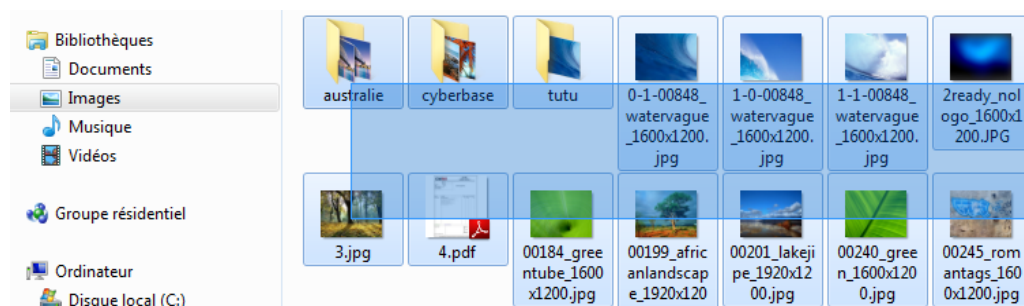 Bibliothèques
Documents
Images
Musique
Vidéos
Groupe résidentiel
Ordinateur
Disque local (C:)
australie
cyberbase
tutu
0-1-00848_
watervague
_1600x1200.
jpg
1-0-00848_
watervague
_1600x1200.
jpg
1-1-00848_
watervague
_1600x1200.
jpg
2ready_nol
ogo_1600x1
200.JPG
3.jpg
4.pdf
00184_gree
ntube_1600
x1200.jpg
00199_afric
anlandscap
e_1920x120
00201_lakeji
pe_1920x12
00.jpg
00240_gree
n_1600x120
0.jpg
00245_rom
antags_160
0x1200.jpg